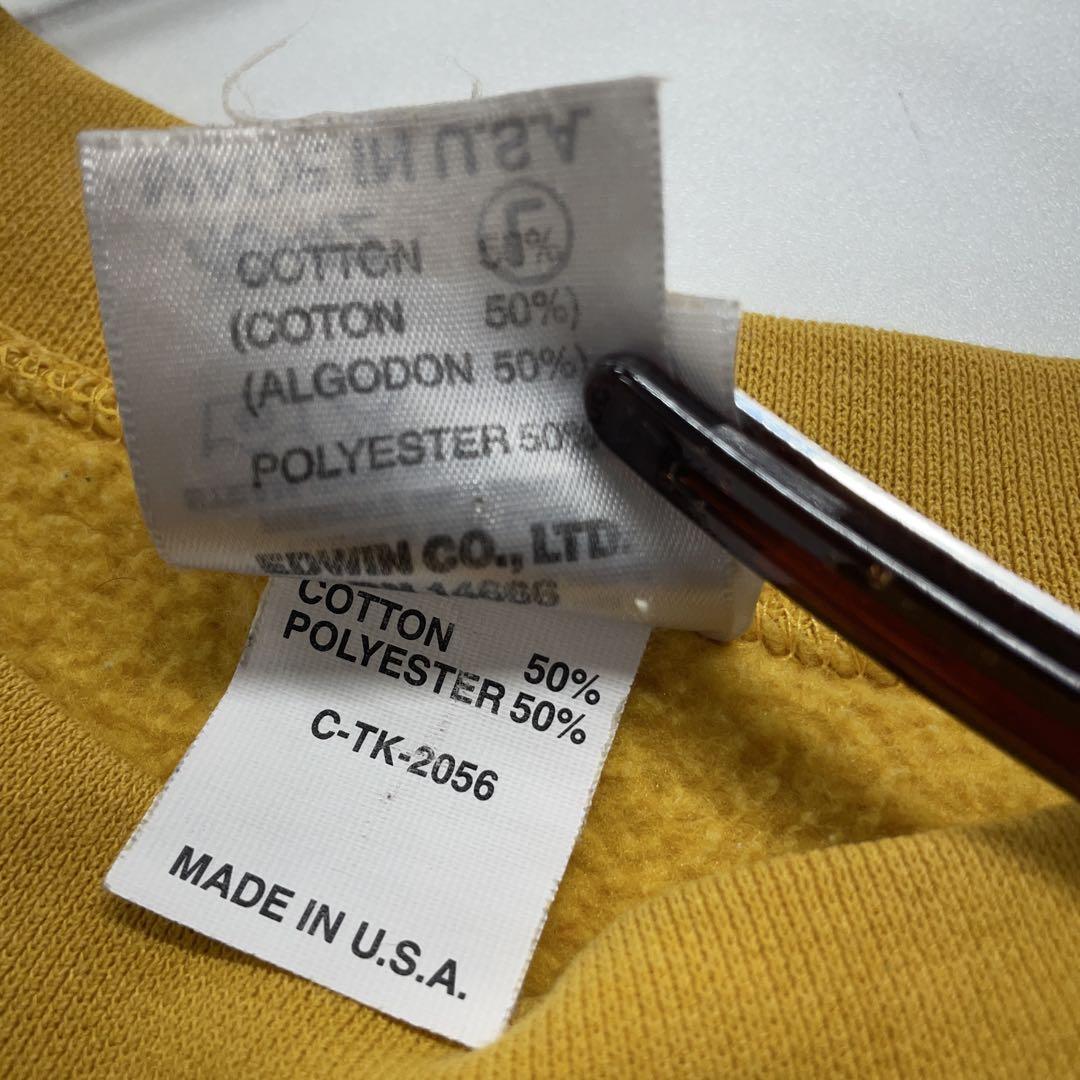 MADE IN U.S.A.
L
COTTON 50%
(COTON 50%)
(ALGODON 50%)
POLYESTER 50%
EDWIN CO., LTD.
COTTON 50%
POLYESTER 50%
C-TK-2056
MADE IN U.S.A.